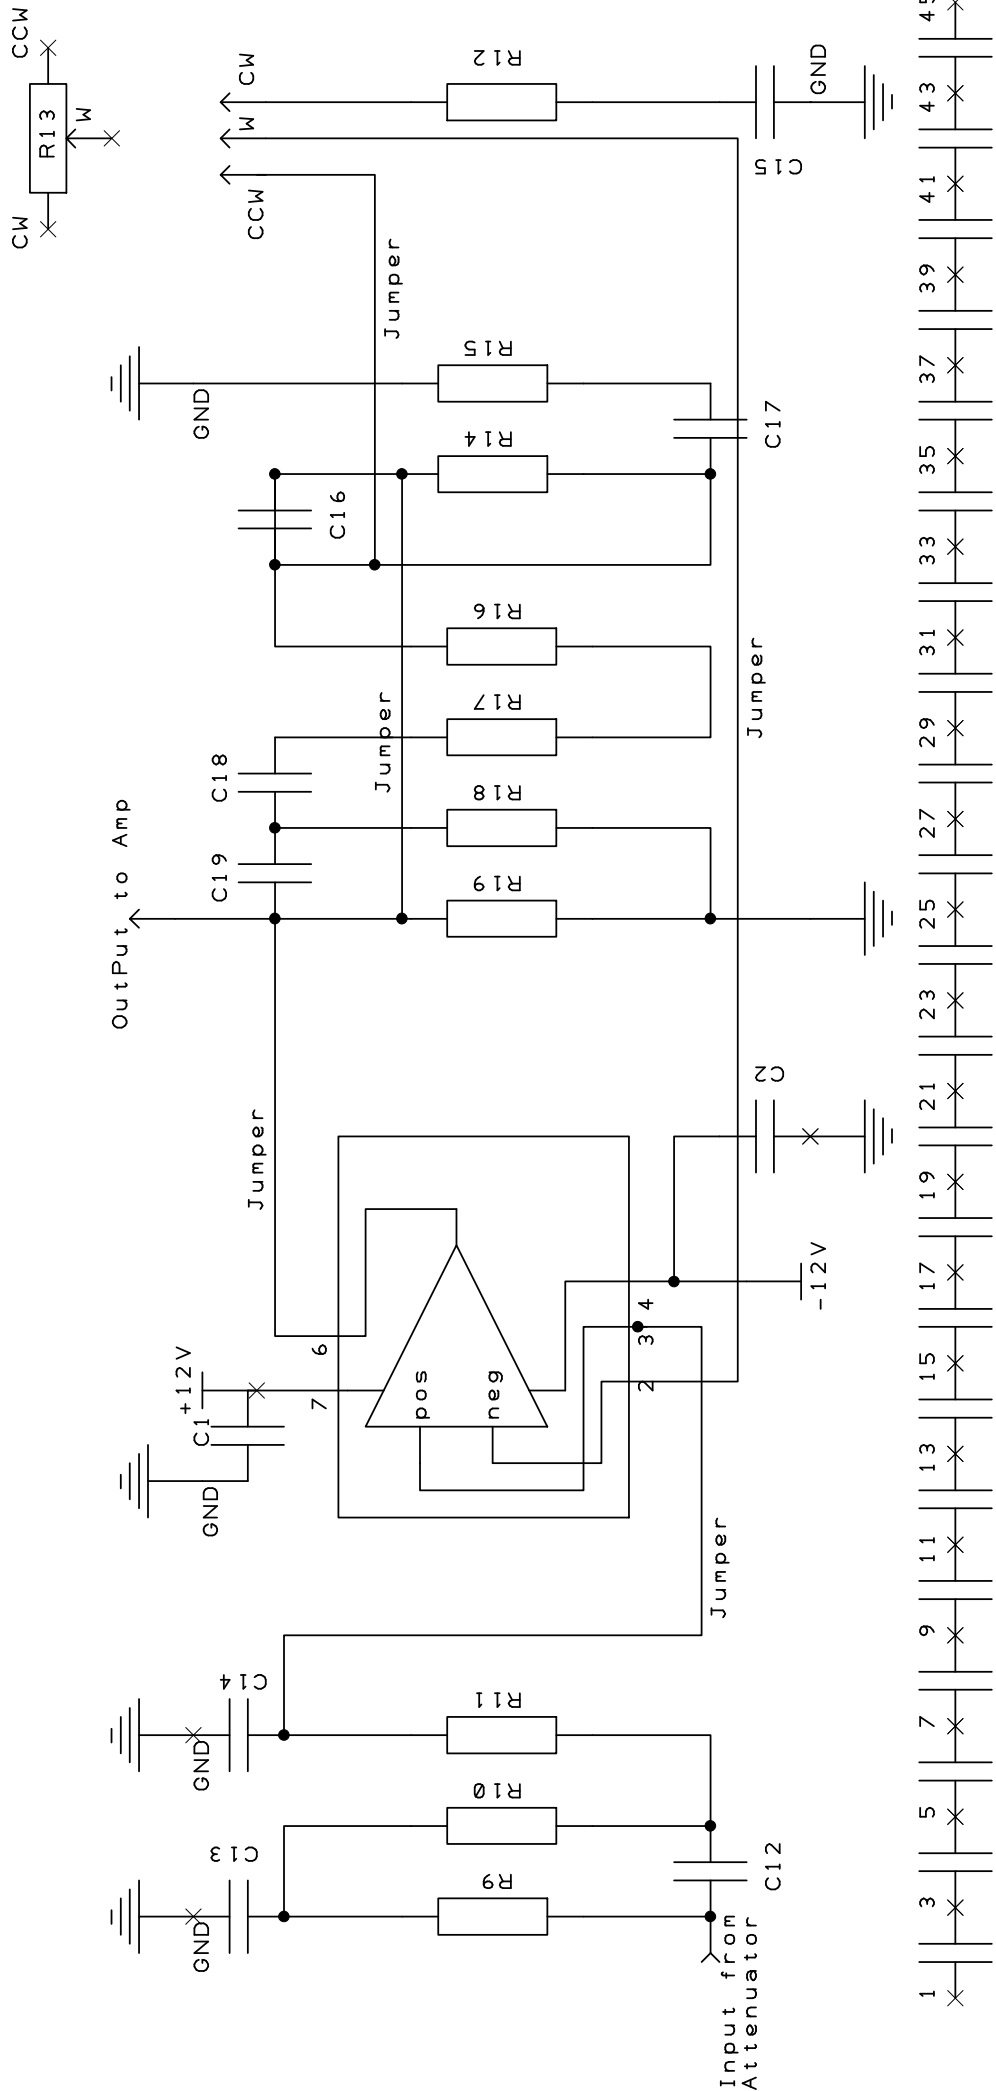 CCW
R13
W
CW
CW
R12
GND
W
C15
CCW
Jumper
R15
GND
R14
C17
C16
R16
Jumper
R17
Jumper
C18
R18
C19
R19
OutPut to Amp
C2
Jumper
-12V
4
3
2
6
7
+12V
C1
GND
pos
neg
Jumper
C14
GND
R11
R10
C13
GND
R9
C12
Input from
Attenuator
1
3
5
7
9
11
13
15
17
19
21
23
25
27
29
31
33
35
37
39
41
43
45